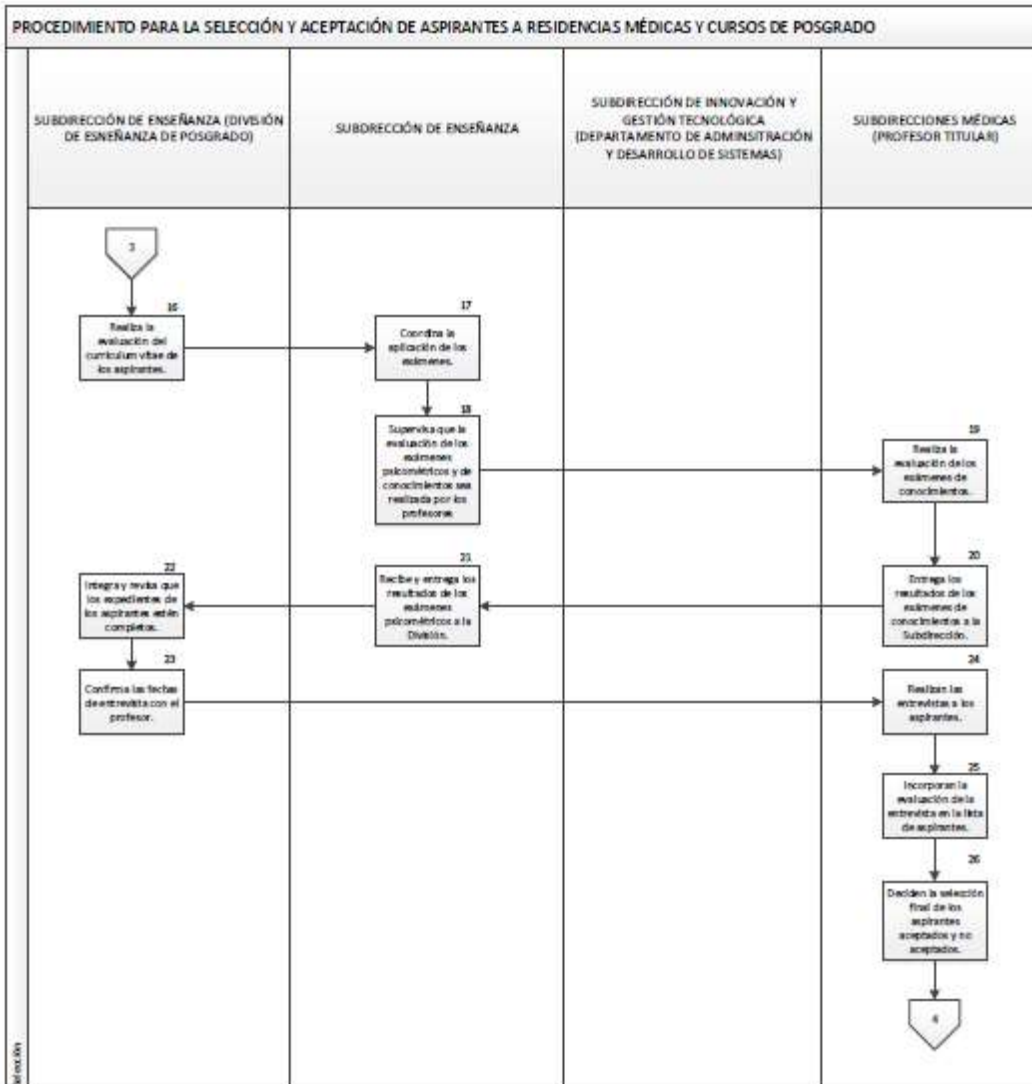 PROCEDIMIENTO PARA LA SELECCIÓN Y ACEPTACIÓN DE ASPIRANTES A RESIDENCIAS MÉDICAS Y CURSOS DE POSGRADO
SUBDIRECCIÓN DE ENSEÑANZA (DIVISIÓN
DE ESNEÑANZA DE POSGRADO)
SUBDRECCIÓN DE ENSEÑANZA
SUBDIRECCIÓN DE INNOVACIÓN Y
GESTIÓN TECNOLÓGICA
(DEPARTAMENTO DE ADMINSITRACIÓN
Y DESARROLLO DE SISTEMAS)
SUBDIRECCIONES MÉDICAS
(PROFESOR TITULAR)
3
16
Realiza la
evaluación del
curriculum vitae de
los aspirantes.
17
Coordina la
aplicación de los
exámenes.
18
Supervisa que la
evaluación de los
exámenes
psicométricos y de
conocimientos sea
realizada por los
profesores
19
Realiza la
evaluación de los
exámenes de
conocimientos.
20
Entrega los
resultados de los
exámenes de
conocimientos a la
Subdirección.
21
Recibe y entrega los
resultados de los
exámenes
psicométricos a la
División.
22
Integra y revisa que
los expedientes de
los aspirantes estén
completos.
23
Confirma las fechas
de entrevista con el
profesor.
24
Realizan las
entrevistas a los
aspirantes.
25
Incorporan la
evaluación de la
entrevista en la lista
de aspirantes.
26
Deciden la selección
final de los
aspirantes
aceptados y no
aceptados.
4